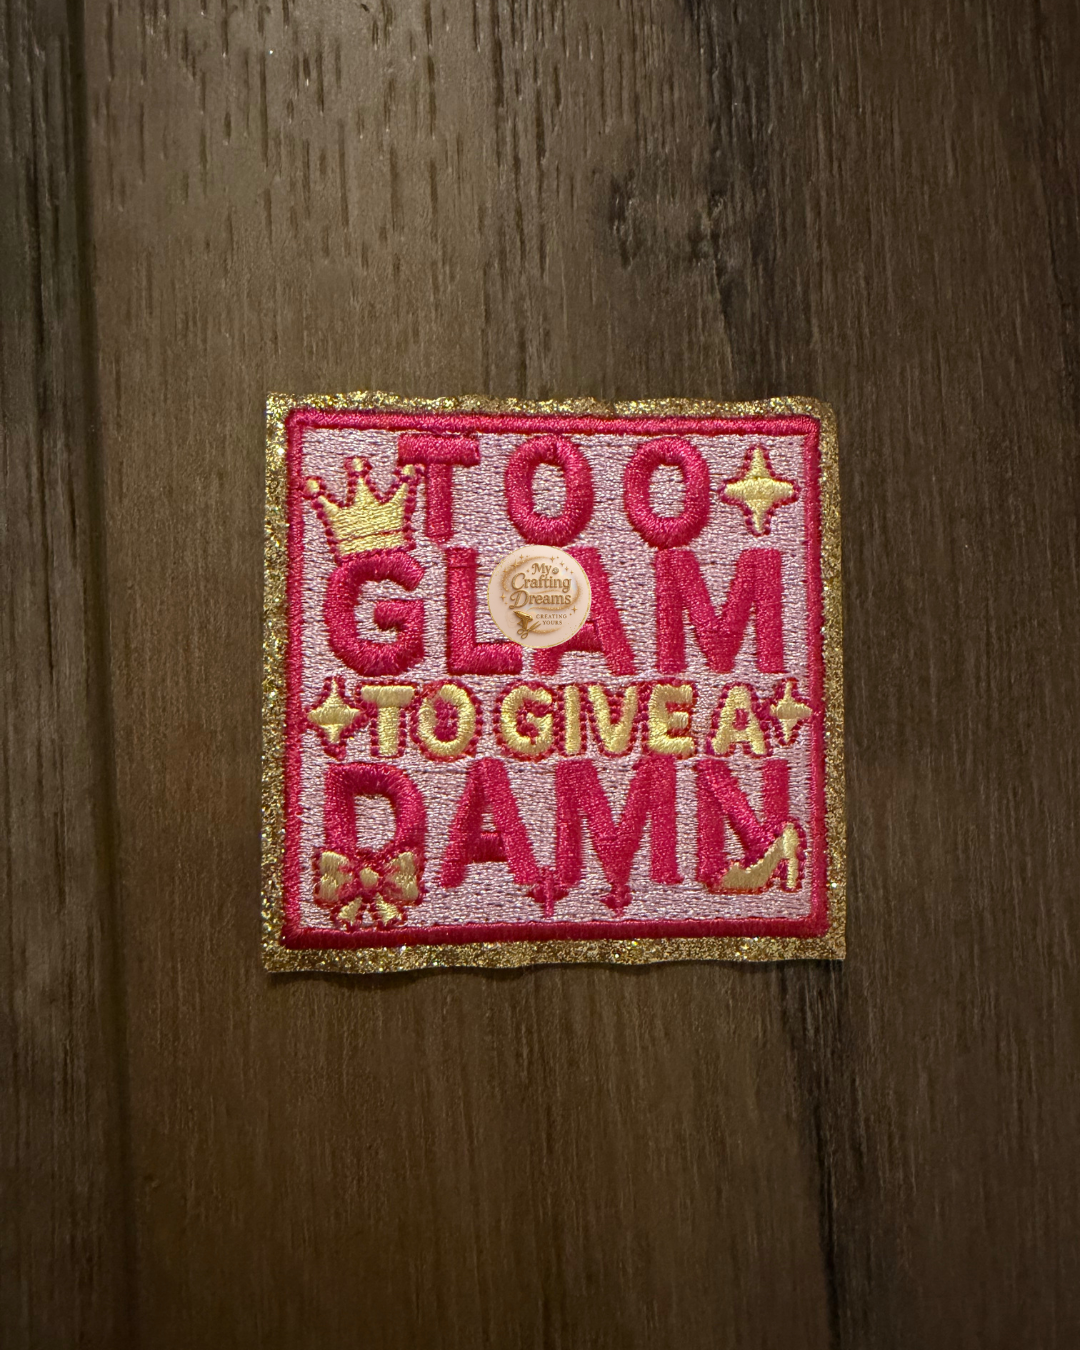 TOO
GLAM
My
Crafting
Dreams
CREATING
YOURS
TO GIVE A
DAMN